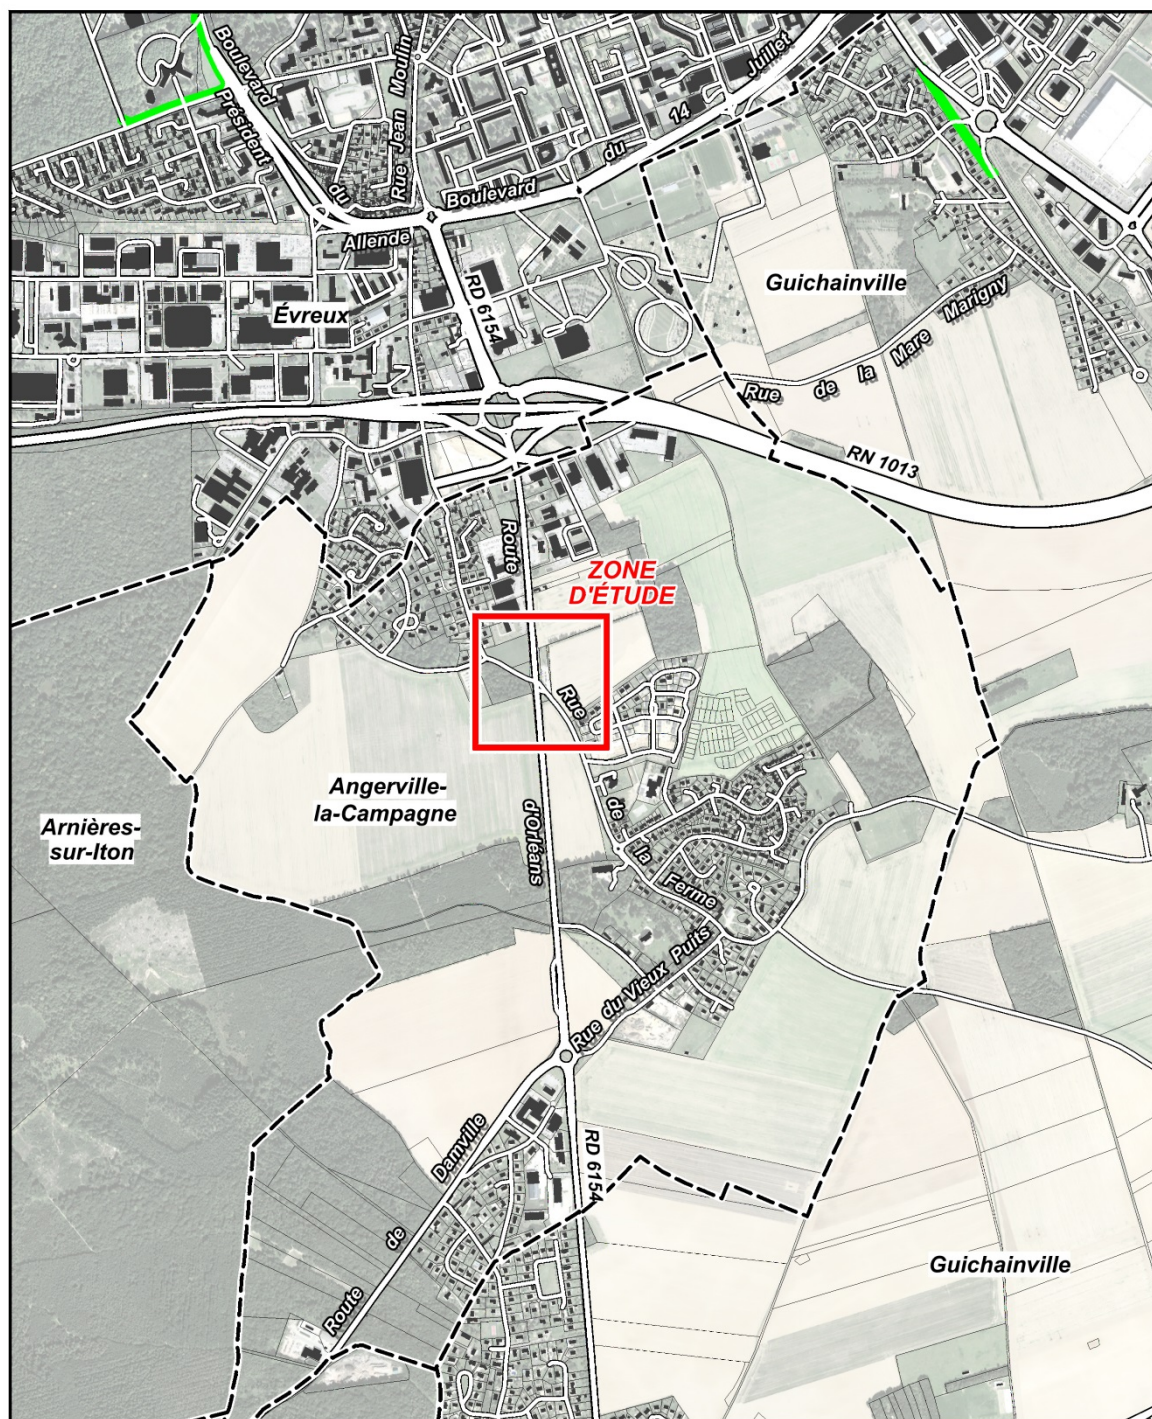 Boulevard
du
Président
Allende
Rue Jean Moulin
Boulevard
du
14
Juillet
Guichainville
Évreux
RD 6154
Rue
de
la
Mare
Marigny
RN 1013
Route
ZONE
D'ÉTUDE
Rue
Angerville-
la-Campagne
Arnières-
sur-Iton
d'Orléans
de
la
Ferme
Rue du Vieux Puits
Damville
de
Route
RD 6154
Guichainville